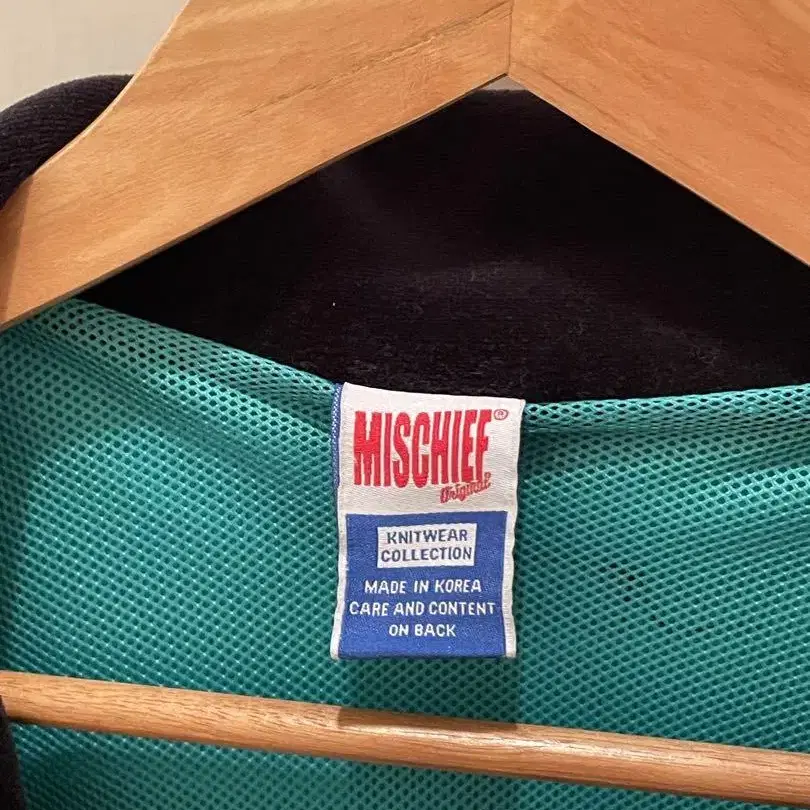 MISCHIEF®
Original
KNITWEAR
COLLECTION
MADE IN KOREA
CARE AND CONTENT
ON BACK